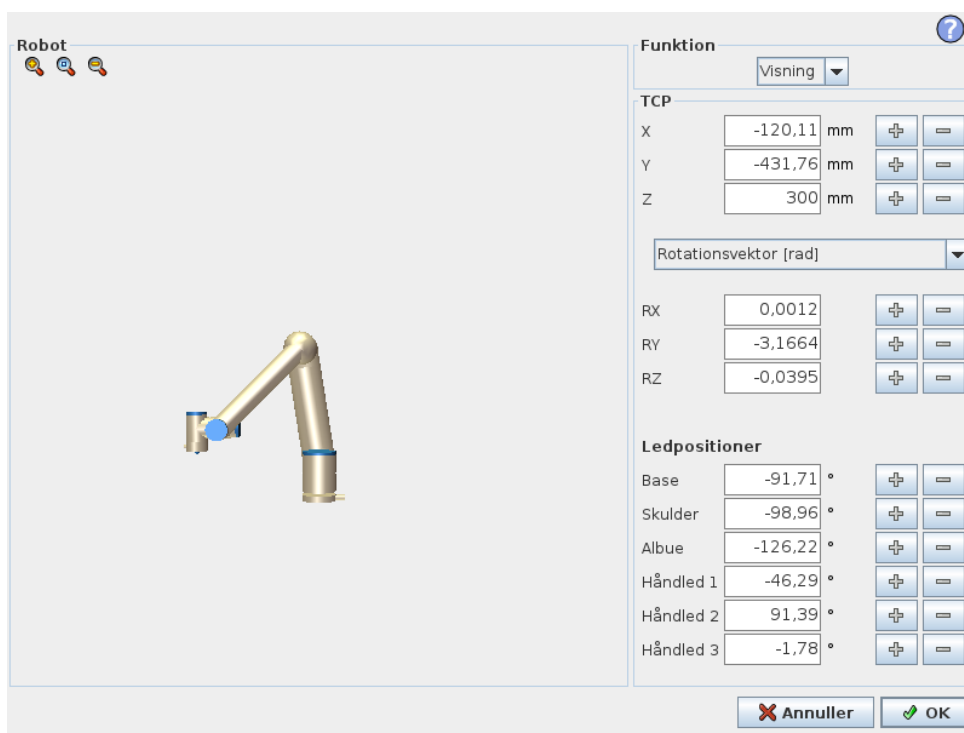 ?
Robot
Funktion
Visning
TCP
X -120,11 mm
Y -431,76 mm
Z 300 mm
Rotationsvektor [rad]
RX 0,0012
RY -3,1664
RZ -0,0395
Ledpositioner
Base -91,71 °
Skulder -98,96 °
Albue -126,22 °
Håndled 1 -46,29 °
Håndled 2 91,39 °
Håndled 3 -1,78 °
Annuller OK